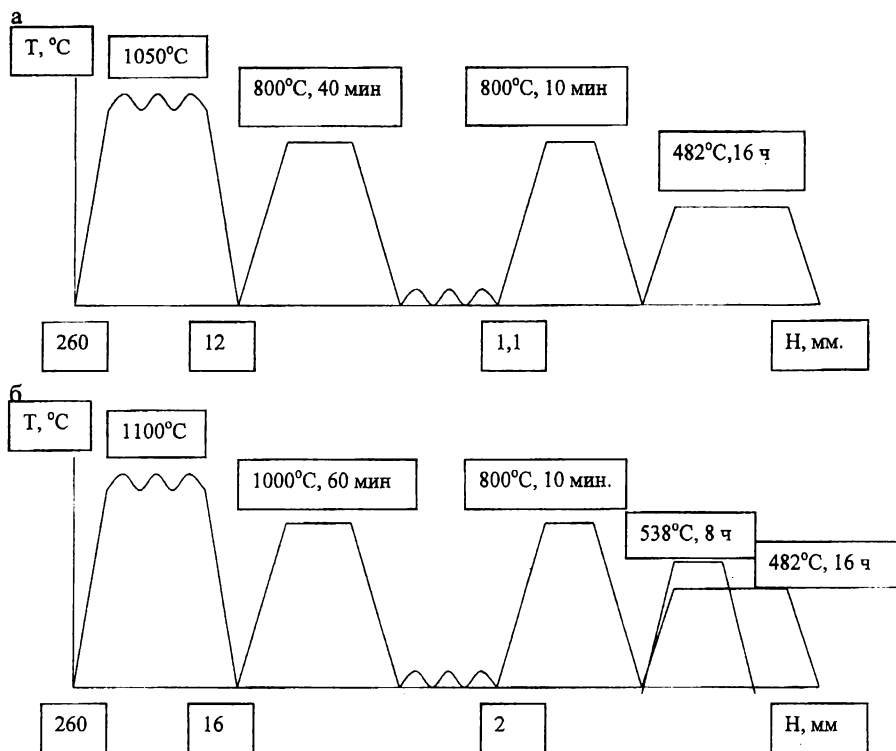 а
T, °C
1050°C
800°C, 40 мин
800°C, 10 мин
482°C,16 ч
260
12
1,1
Н, мм.
б
T, °C
1100°C
1000°C, 60 мин
800°C, 10 мин.
538°C, 8 ч
482°C, 16 ч
260
16
2
Н, мм